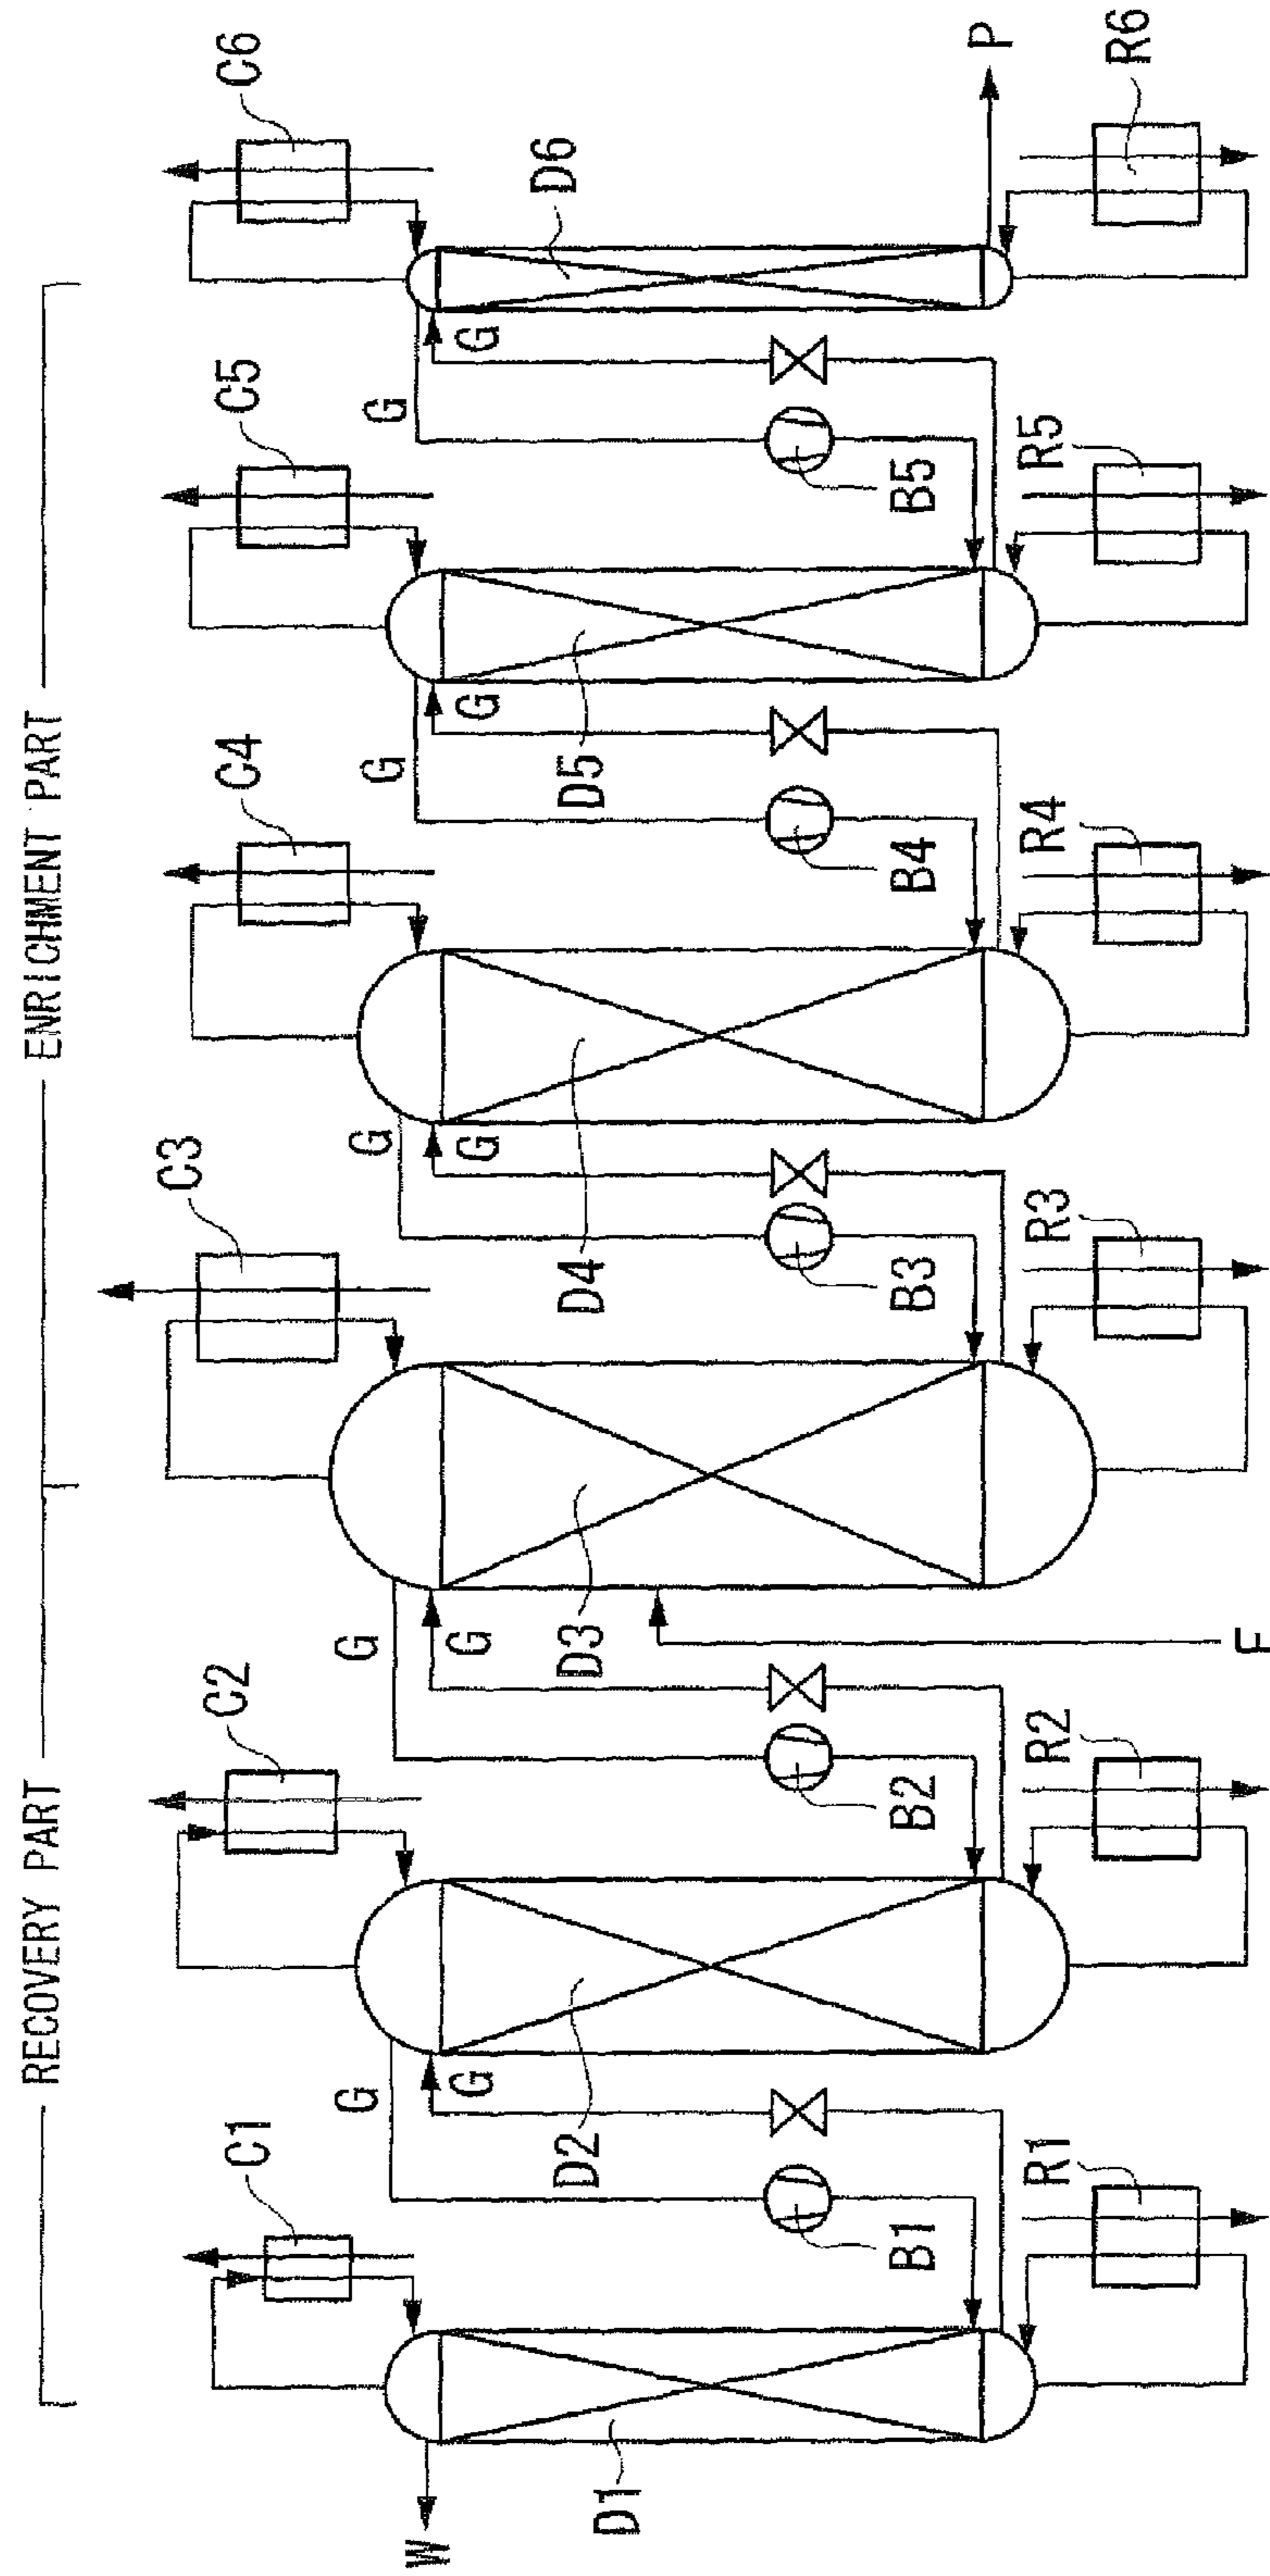 RECOVERY PART
ENRICHMENT PART
C1
C2
C3
C4
C5
C6
G
G
G
G
G
G
G
G
G
G
W
D1
D2
D3
D4
D5
D6
B1
B2
B3
B4
B5
P
R1
R2
R3
R4
R5
R6
F